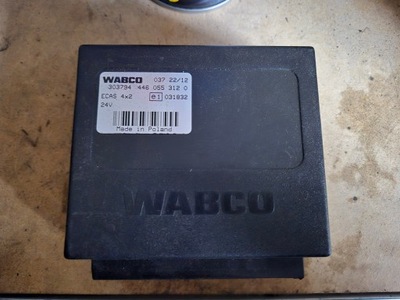 WABCO 037 22/12
303794 446 055 312 0
ECAS 4x2 e1 031832
24V
Made in Poland
WABCO